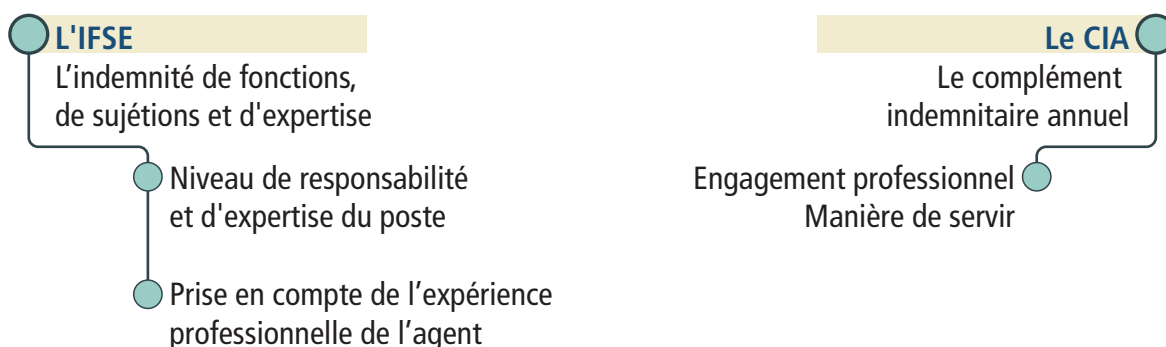 L'IFSE
L’indemnité de fonctions,
de sujétions et d'expertise
Niveau de responsabilité
et d'expertise du poste
Prise en compte de l’expérience
professionnelle de l’agent
Le CIA
Le complément
indemnitaire annuel
Engagement professionnel
Manière de servir